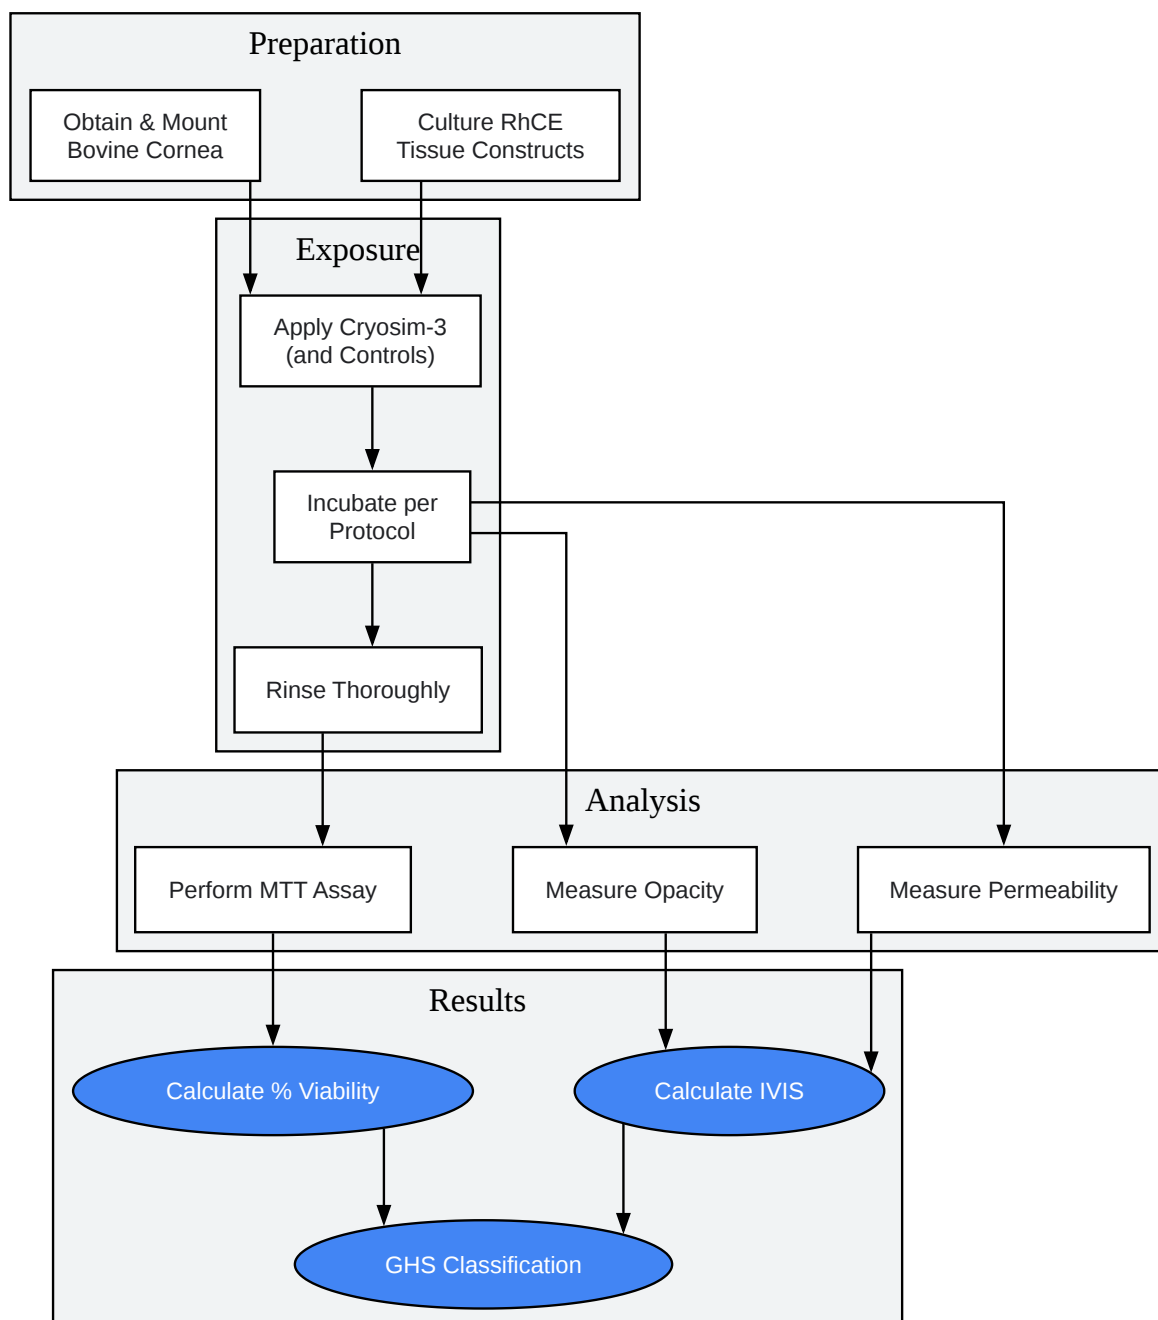 Preparation
Obtain & Mount
Bovine Cornea
Culture RhCE
Tissue Constructs
Exposure
Apply Cryosim-3
(and Controls)
Incubate per
Protocol
Rinse Thoroughly
Analysis
Perform MTT Assay
Measure Opacity
Measure Permeability
Results
Calculate % Viability
Calculate IVIS
GHS Classification